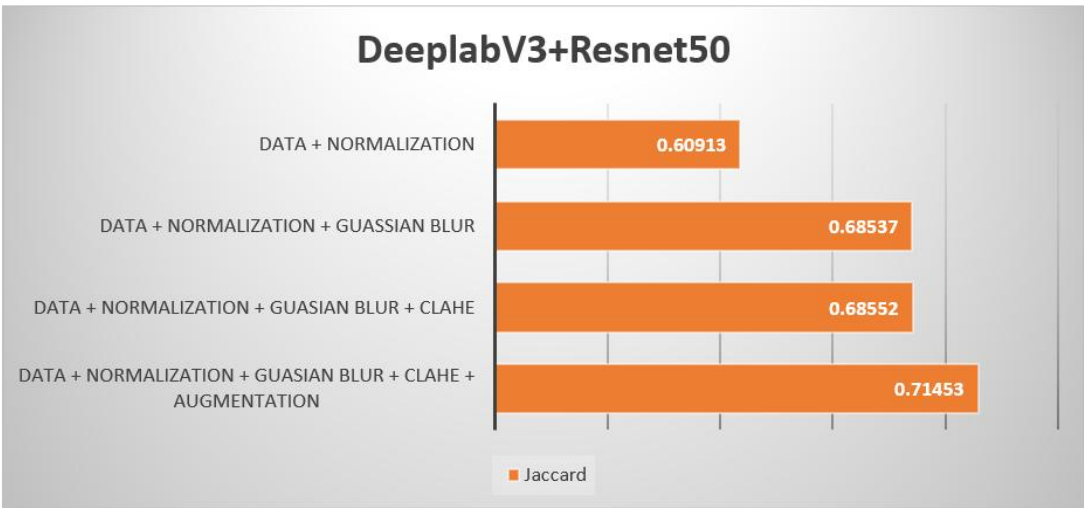 DeeplabV3+Resnet50
DATA + NORMALIZATION
0.60913
DATA + NORMALIZATION + GUASSIAN BLUR
0.68537
DATA + NORMALIZATION + GUASIAN BLUR + CLAHE
0.68552
DATA + NORMALIZATION + GUASIAN BLUR + CLAHE +
AUGMENTATION
0.71453
Jaccard